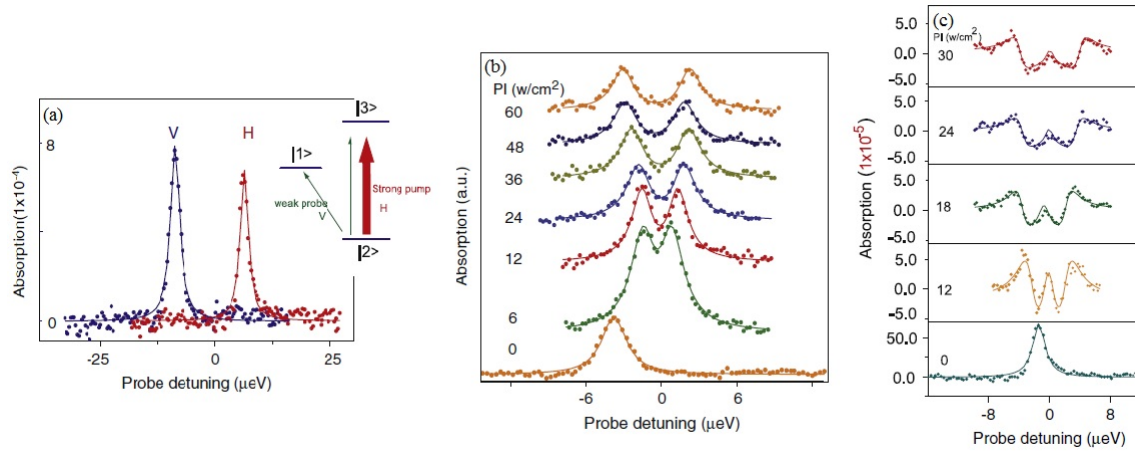 (a)
V
H
|3>
|1>
|2>
weak probe
V
Strong pump
H
8
0
-25
0
25
Absorption(1x10⁻⁴)
Probe detuning (μeV)
(b)
PI (w/cm²)
60
48
36
24
12
6
0
-6
0
6
Absorption (a.u.)
Probe detuning (μeV)
(c)
5.0
0.0
-5.0
PI (w/cm²)
30
5.0
0.0
-5.0
24
5.0
0.0
-5.0
18
5.0
0.0
-5.0
12
50.0
0.0
0
-8
0
8
Absorption (1x10⁻⁵)
Probe detuning (μeV)